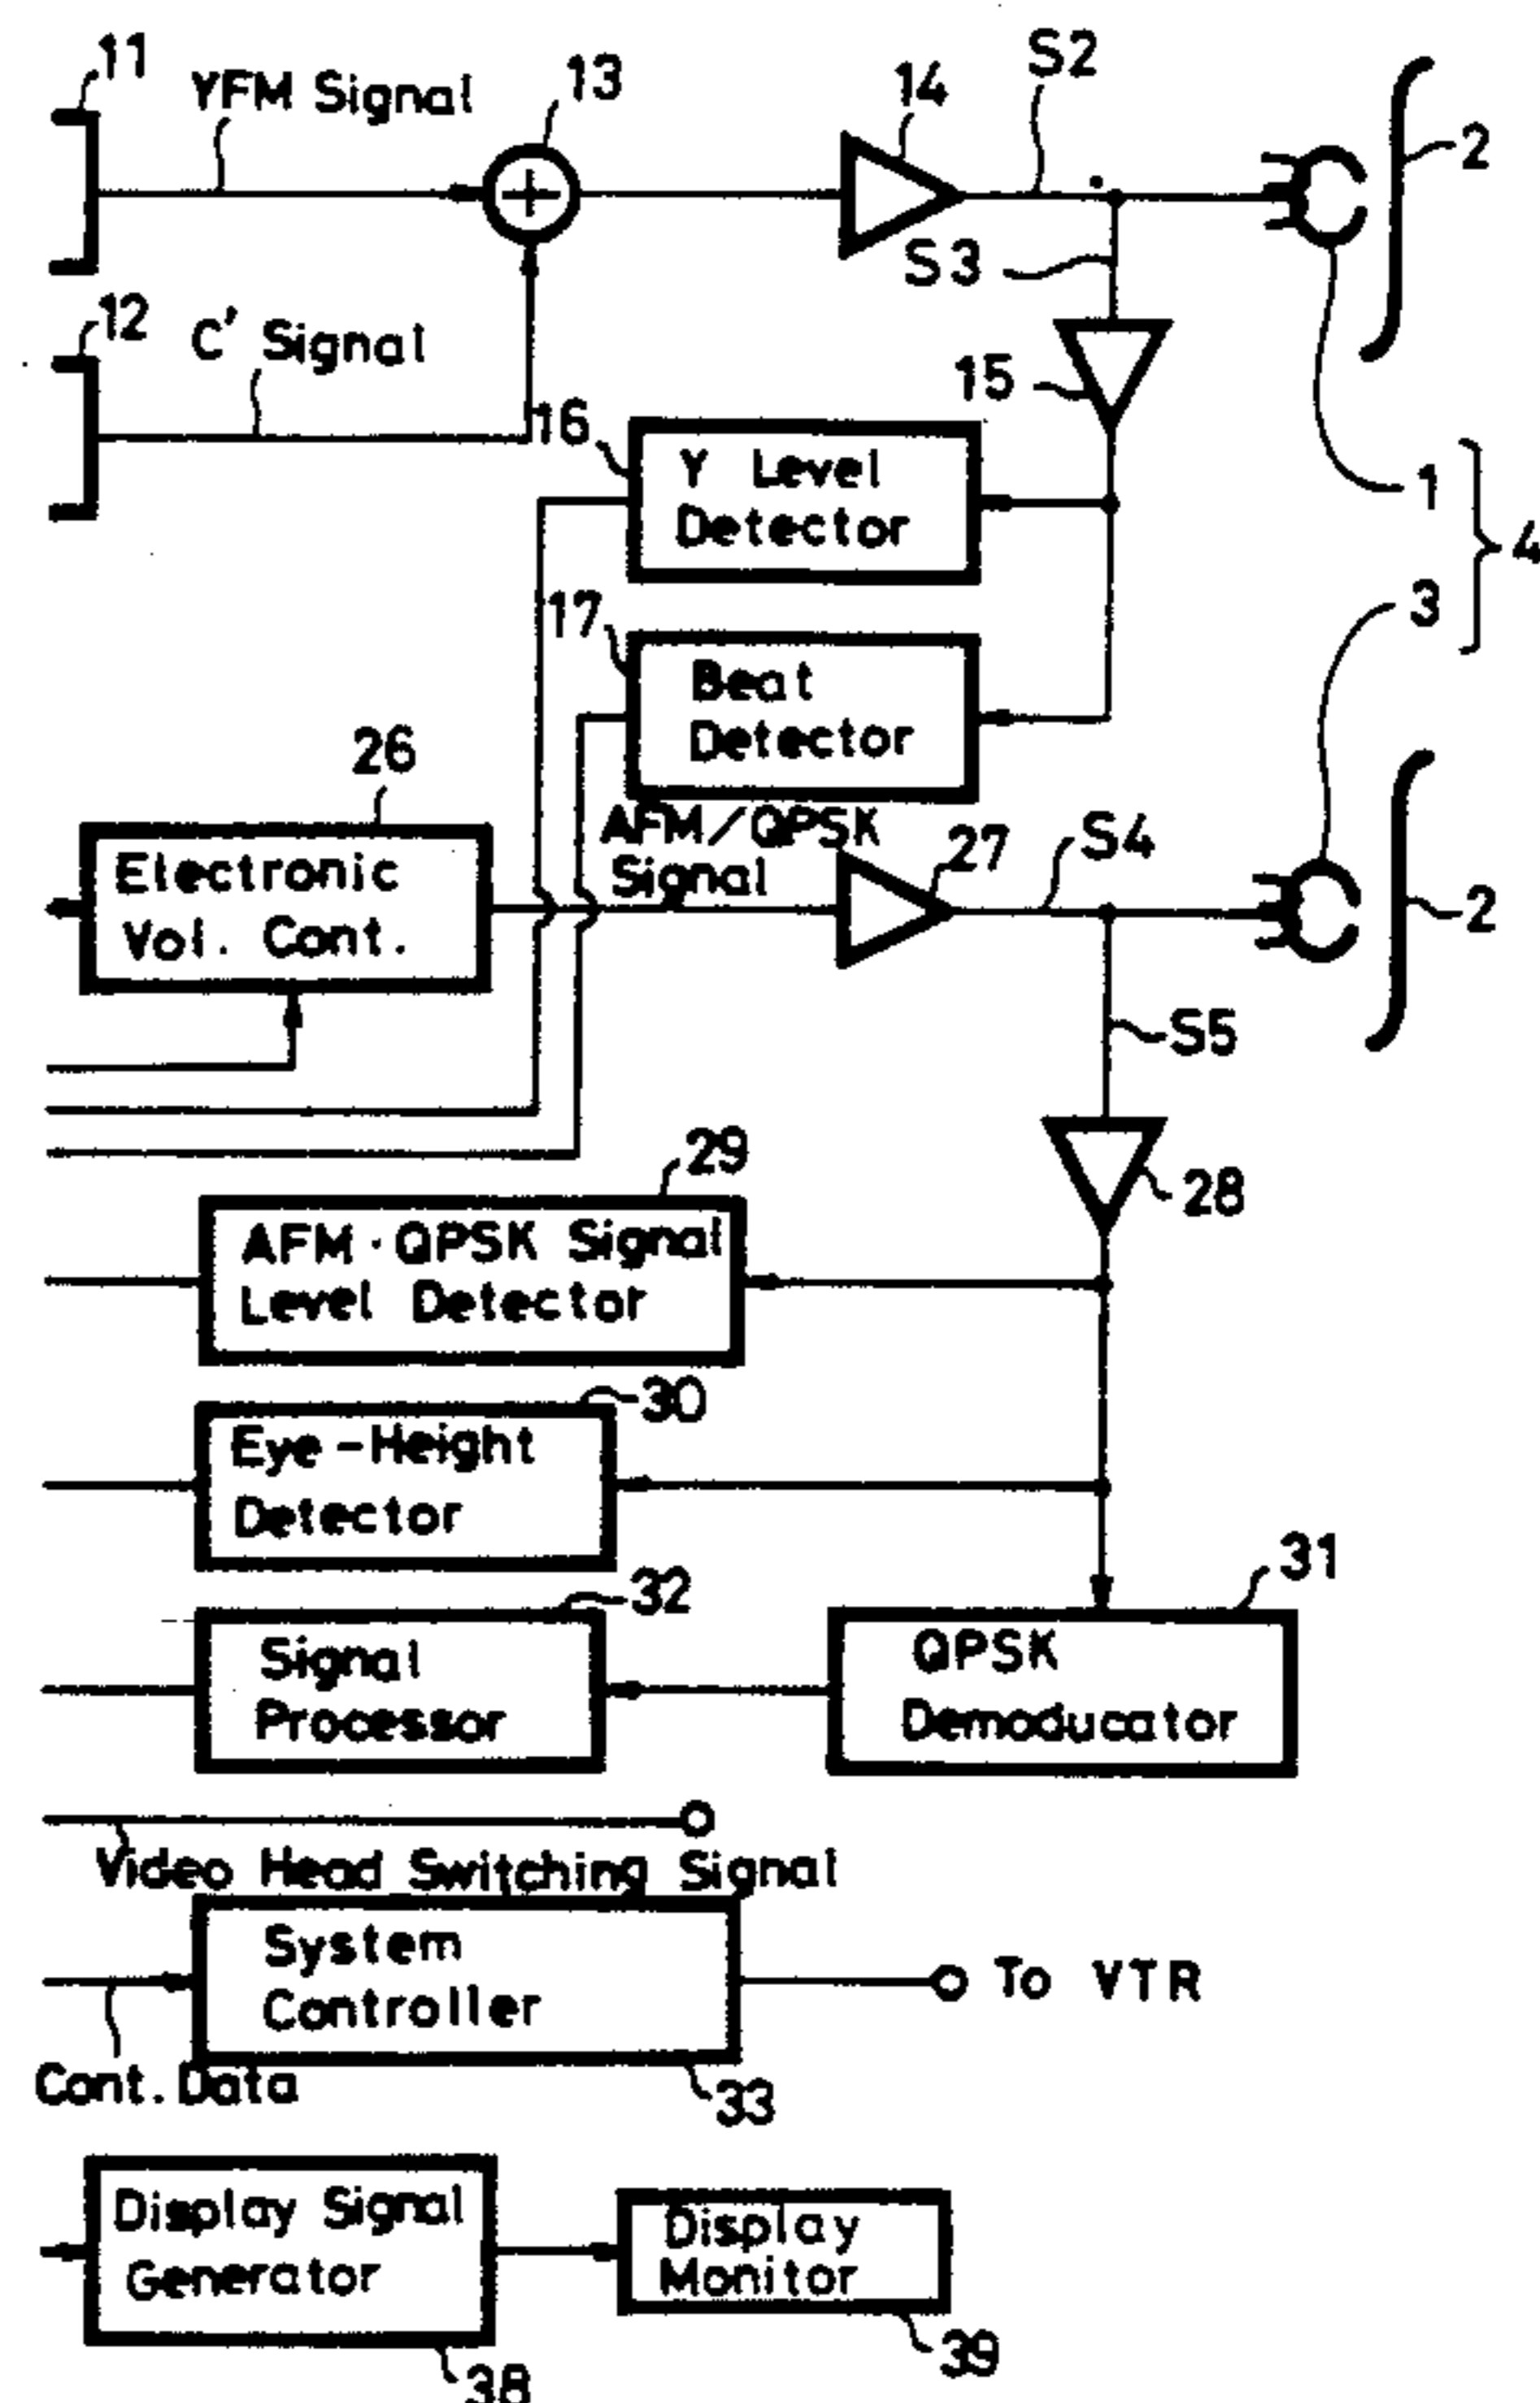 11
YFM Signal
13
14
S2
2
S3
12
C' Signal
15
16
Y Level
Detector
1
4
3
17
Beat
Detector
26
Electronic
Vol. Cont.
AFM/QPSK
Signal
27
S4
2
S5
28
29
AFM·QPSK Signal
Level Detector
30
Eye-Height
Detector
31
32
Signal
Processor
QPSK
Demoducator
Video Head Switching Signal
System
Controller
To VTR
Cont. Data
33
Display Signal
Generator
Display
Monitor
38
39